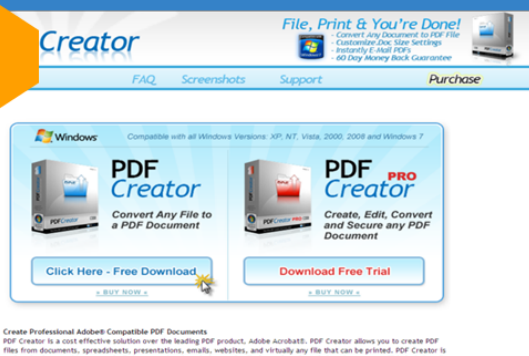 Creator
File, Print & You're Done!
- Convert Any Document to PDF File
- Customize.Doc Size Settings
- Instantly E-Mail PDFs
- 60 Day Money Back Guarantee
FAQ Screenshots Support Purchase
Windows Compatible with all Windows Versions: XP, NT, Vista, 2000, 2008 and Windows 7
PDF
Creator
Convert Any File to
a PDF Document
Click Here - Free Download
« BUY NOW »
PDF PRO
Creator
Create, Edit, Convert
and Secure any PDF
Document
Download Free Trial
« BUY NOW »
Create Professional Adobe® Compatible PDF Documents
PDF Creator is a cost effective solution over the leading PDF product, Adobe Acrobat®. PDF Creator allows you to create PDF
files from documents, spreadsheets, presentations, emails, websites, and virtually any file that can be printed. PDF Creator is